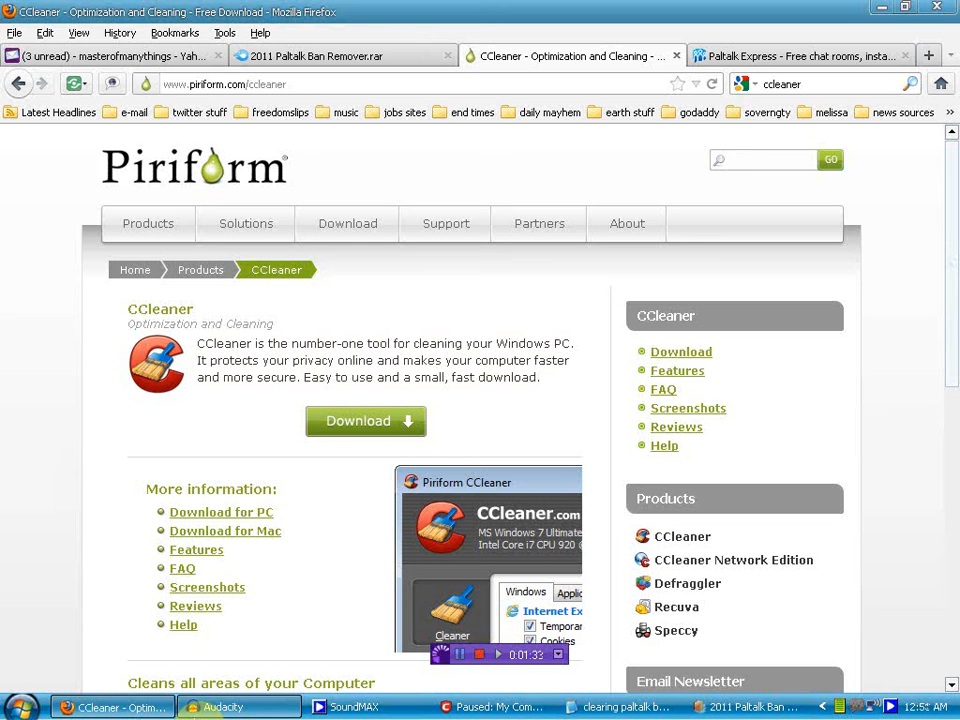 CCleaner - Optimization and Cleaning - Free Download - Mozilla Firefox
File Edit View History Bookmarks Tools Help
(3 unread) - masterofmanythings - Yah... 2011 Paltalk Ban Remover.rar CCleaner - Optimization and Cleaning - ... Paltalk Express - Free chat rooms, insta...
www.piriform.com/ccleaner ccleaner
Latest Headlines e-mail twitter stuff freedomslips music jobs sites end times daily mayhem earth stuff godaddy soverngty melissa news sources »
Piriform
GO
Products Solutions Download Support Partners About
Home Products CCleaner
CCleaner
Optimization and Cleaning
CCleaner is the number-one tool for cleaning your Windows PC.
It protects your privacy online and makes your computer faster
and more secure. Easy to use and a small, fast download.
Download
More information:
Download for PC
Download for Mac
Features
FAQ
Screenshots
Reviews
Help
Piriform CCleaner
CCleaner.com
MS Windows 7 Ultimate
Intel Core i7 CPU 920
Cleaner
Windows Applic
Internet Ex
Temporar
Cookies
0:01:33
Cleans all areas of your Computer
CCleaner
Download
Features
FAQ
Screenshots
Reviews
Help
Products
CCleaner
CCleaner Network Edition
Defraggler
Recuva
Speccy
Email Newsletter
CCleaner - Optim... Audacity SoundMAX Paused: My Com... clearing paltalk b... 2011 Paltalk Ban ... 12:51 AM